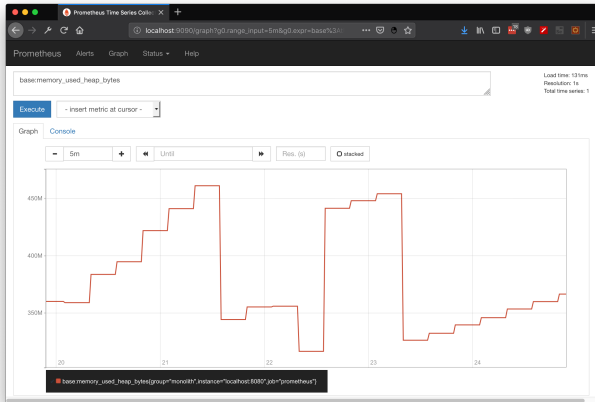 Prometheus Time Series Collec
localhost:9090/graph?g0.range_input=5m&g0.expr=base%3A
Prometheus Alerts Graph Status Help
base:memory_used_heap_bytes
Load time: 131ms
Resolution: 1s
Total time series: 1
Execute - insert metric at cursor -
Graph Console
5m Until Res. (s) stacked
450M
400M
350M
20 21 22 23 24
base:memory_used_heap_bytes{group="monolith",instance="localhost:8080",job="prometheus"}